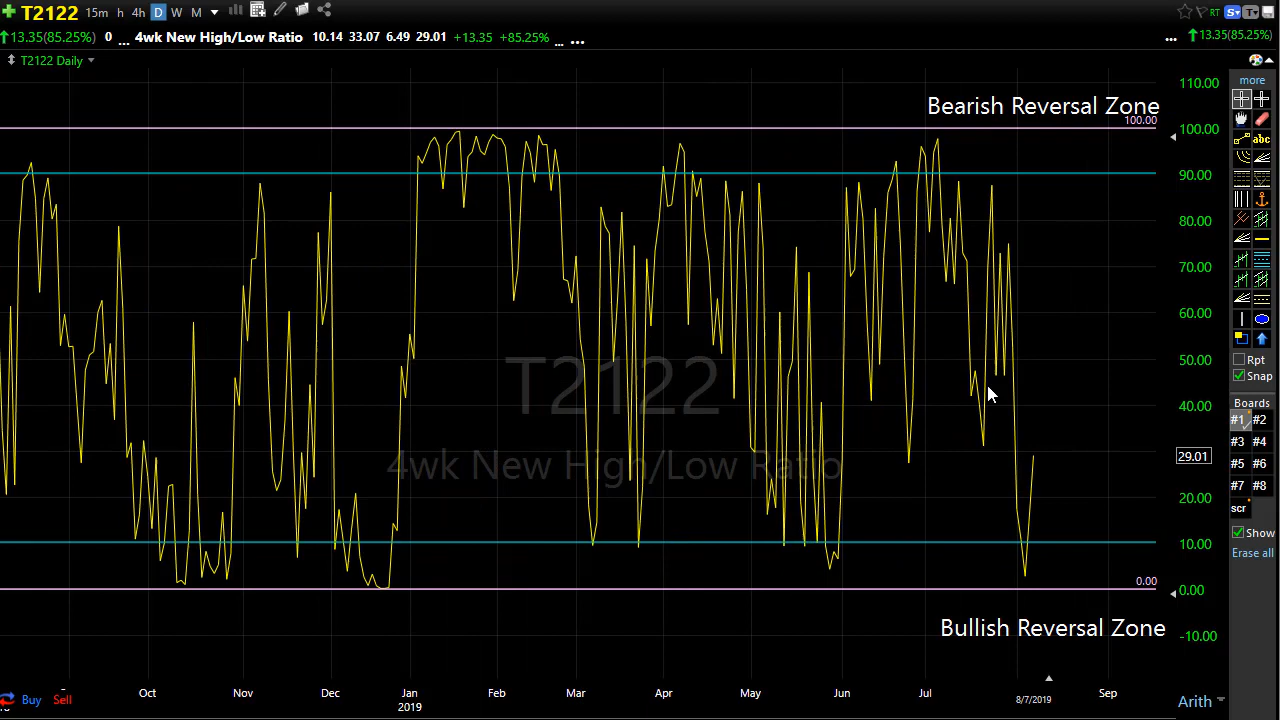 T2122 15m h 4h D W M
13.35(85.25%) 0 ... 4wk New High/Low Ratio 10.14 33.07 6.49 29.01 +13.35 +85.25% ... ...
RT S T
... 13.35(85.25%)
T2122 Daily
more
abc
Rpt
Snap
Boards
#1 #2
#3 #4
#5 #6
#7 #8
scr
Show
Erase all
Bearish Reversal Zone
100.00
110.00
100.00
90.00
80.00
70.00
60.00
50.00
40.00
29.01
20.00
10.00
0.00
-10.00
T2122
4wk New High/Low Ratio
0.00
Bullish Reversal Zone
Oct Nov Dec Jan Feb Mar Apr May Jun Jul 8/7/2019 Sep
2019
Buy Sell
Arith